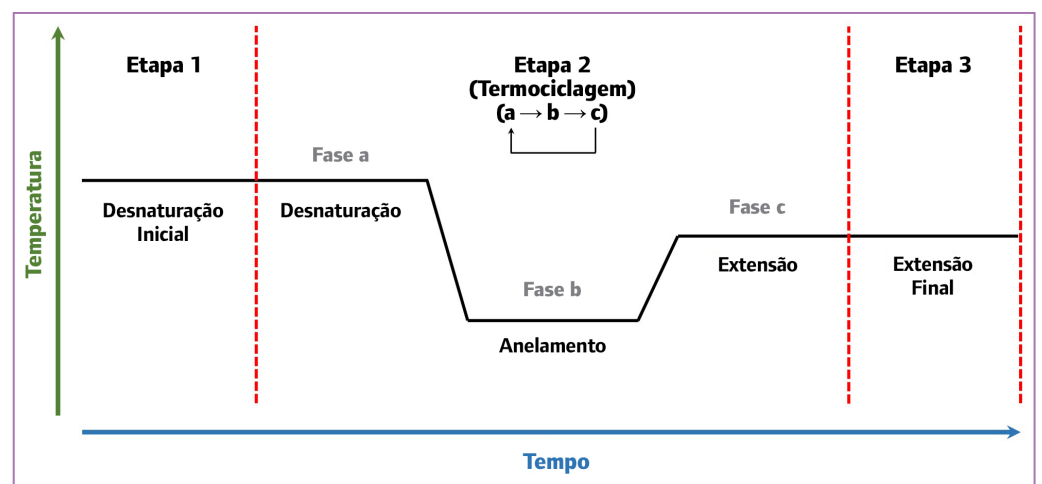 Etapa 1
Etapa 2
(Termociclagem)
(a → b → c)
Etapa 3
Fase a
Desnaturação
Inicial
Desnaturação
Fase b
Anelamento
Fase c
Extensão
Extensão
Final
Temperatura
Tempo